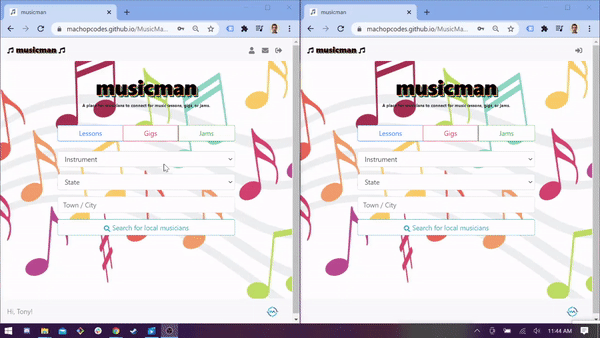 musicman
machopcodes.github.io/MusicMa...
musicman
musicman
A place for musicians to connect for music lessons, gigs, or jams.
Lessons
Gigs
Jams
Instrument
State
Town / City
Search for local musicians
Hi, Tony!
musicman
machopcodes.github.io/MusicMan...
musicman
musicman
A place for musicians to connect for music lessons, gigs, or jams.
Lessons
Gigs
Jams
Instrument
State
Town / City
Search for local musicians
11:44 AM